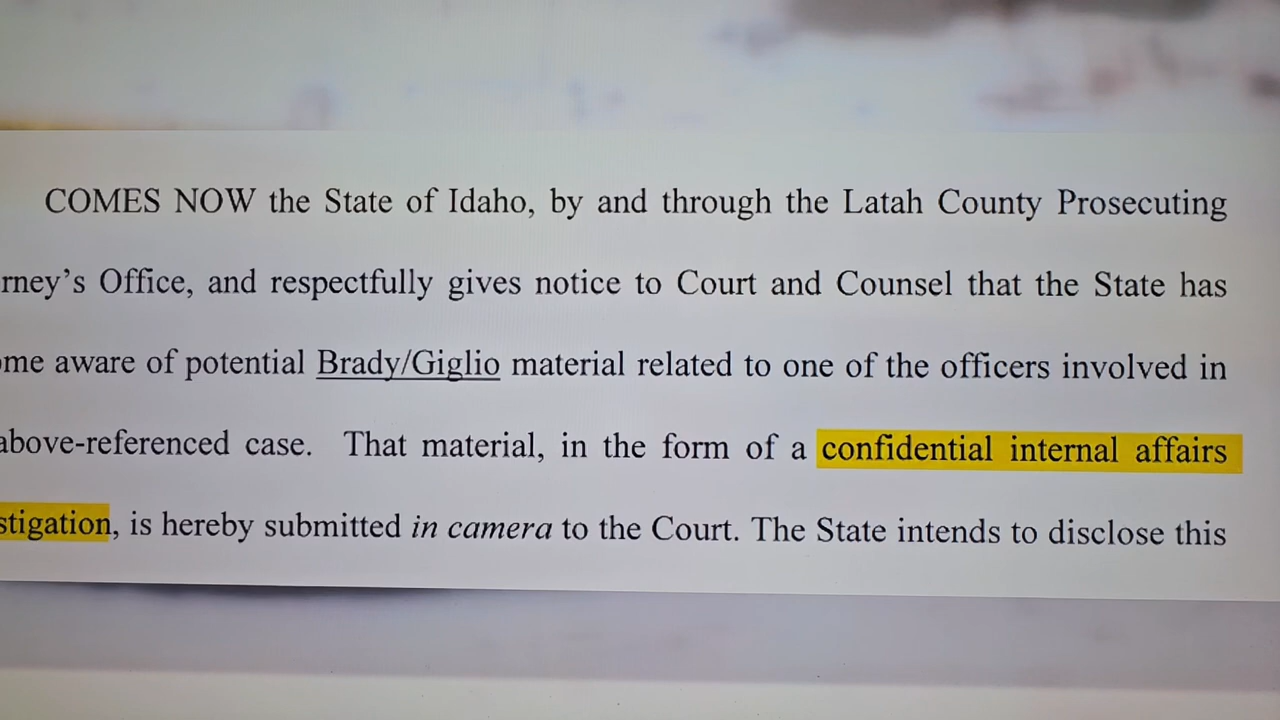 COMES NOW the State of Idaho, by and through the Latah County Prosecuting
rney’s Office, and respectfully gives notice to Court and Counsel that the State has
me aware of potential Brady/Giglio material related to one of the officers involved in
above-referenced case. That material, in the form of a confidential internal affairs
stigation, is hereby submitted in camera to the Court. The State intends to disclose this